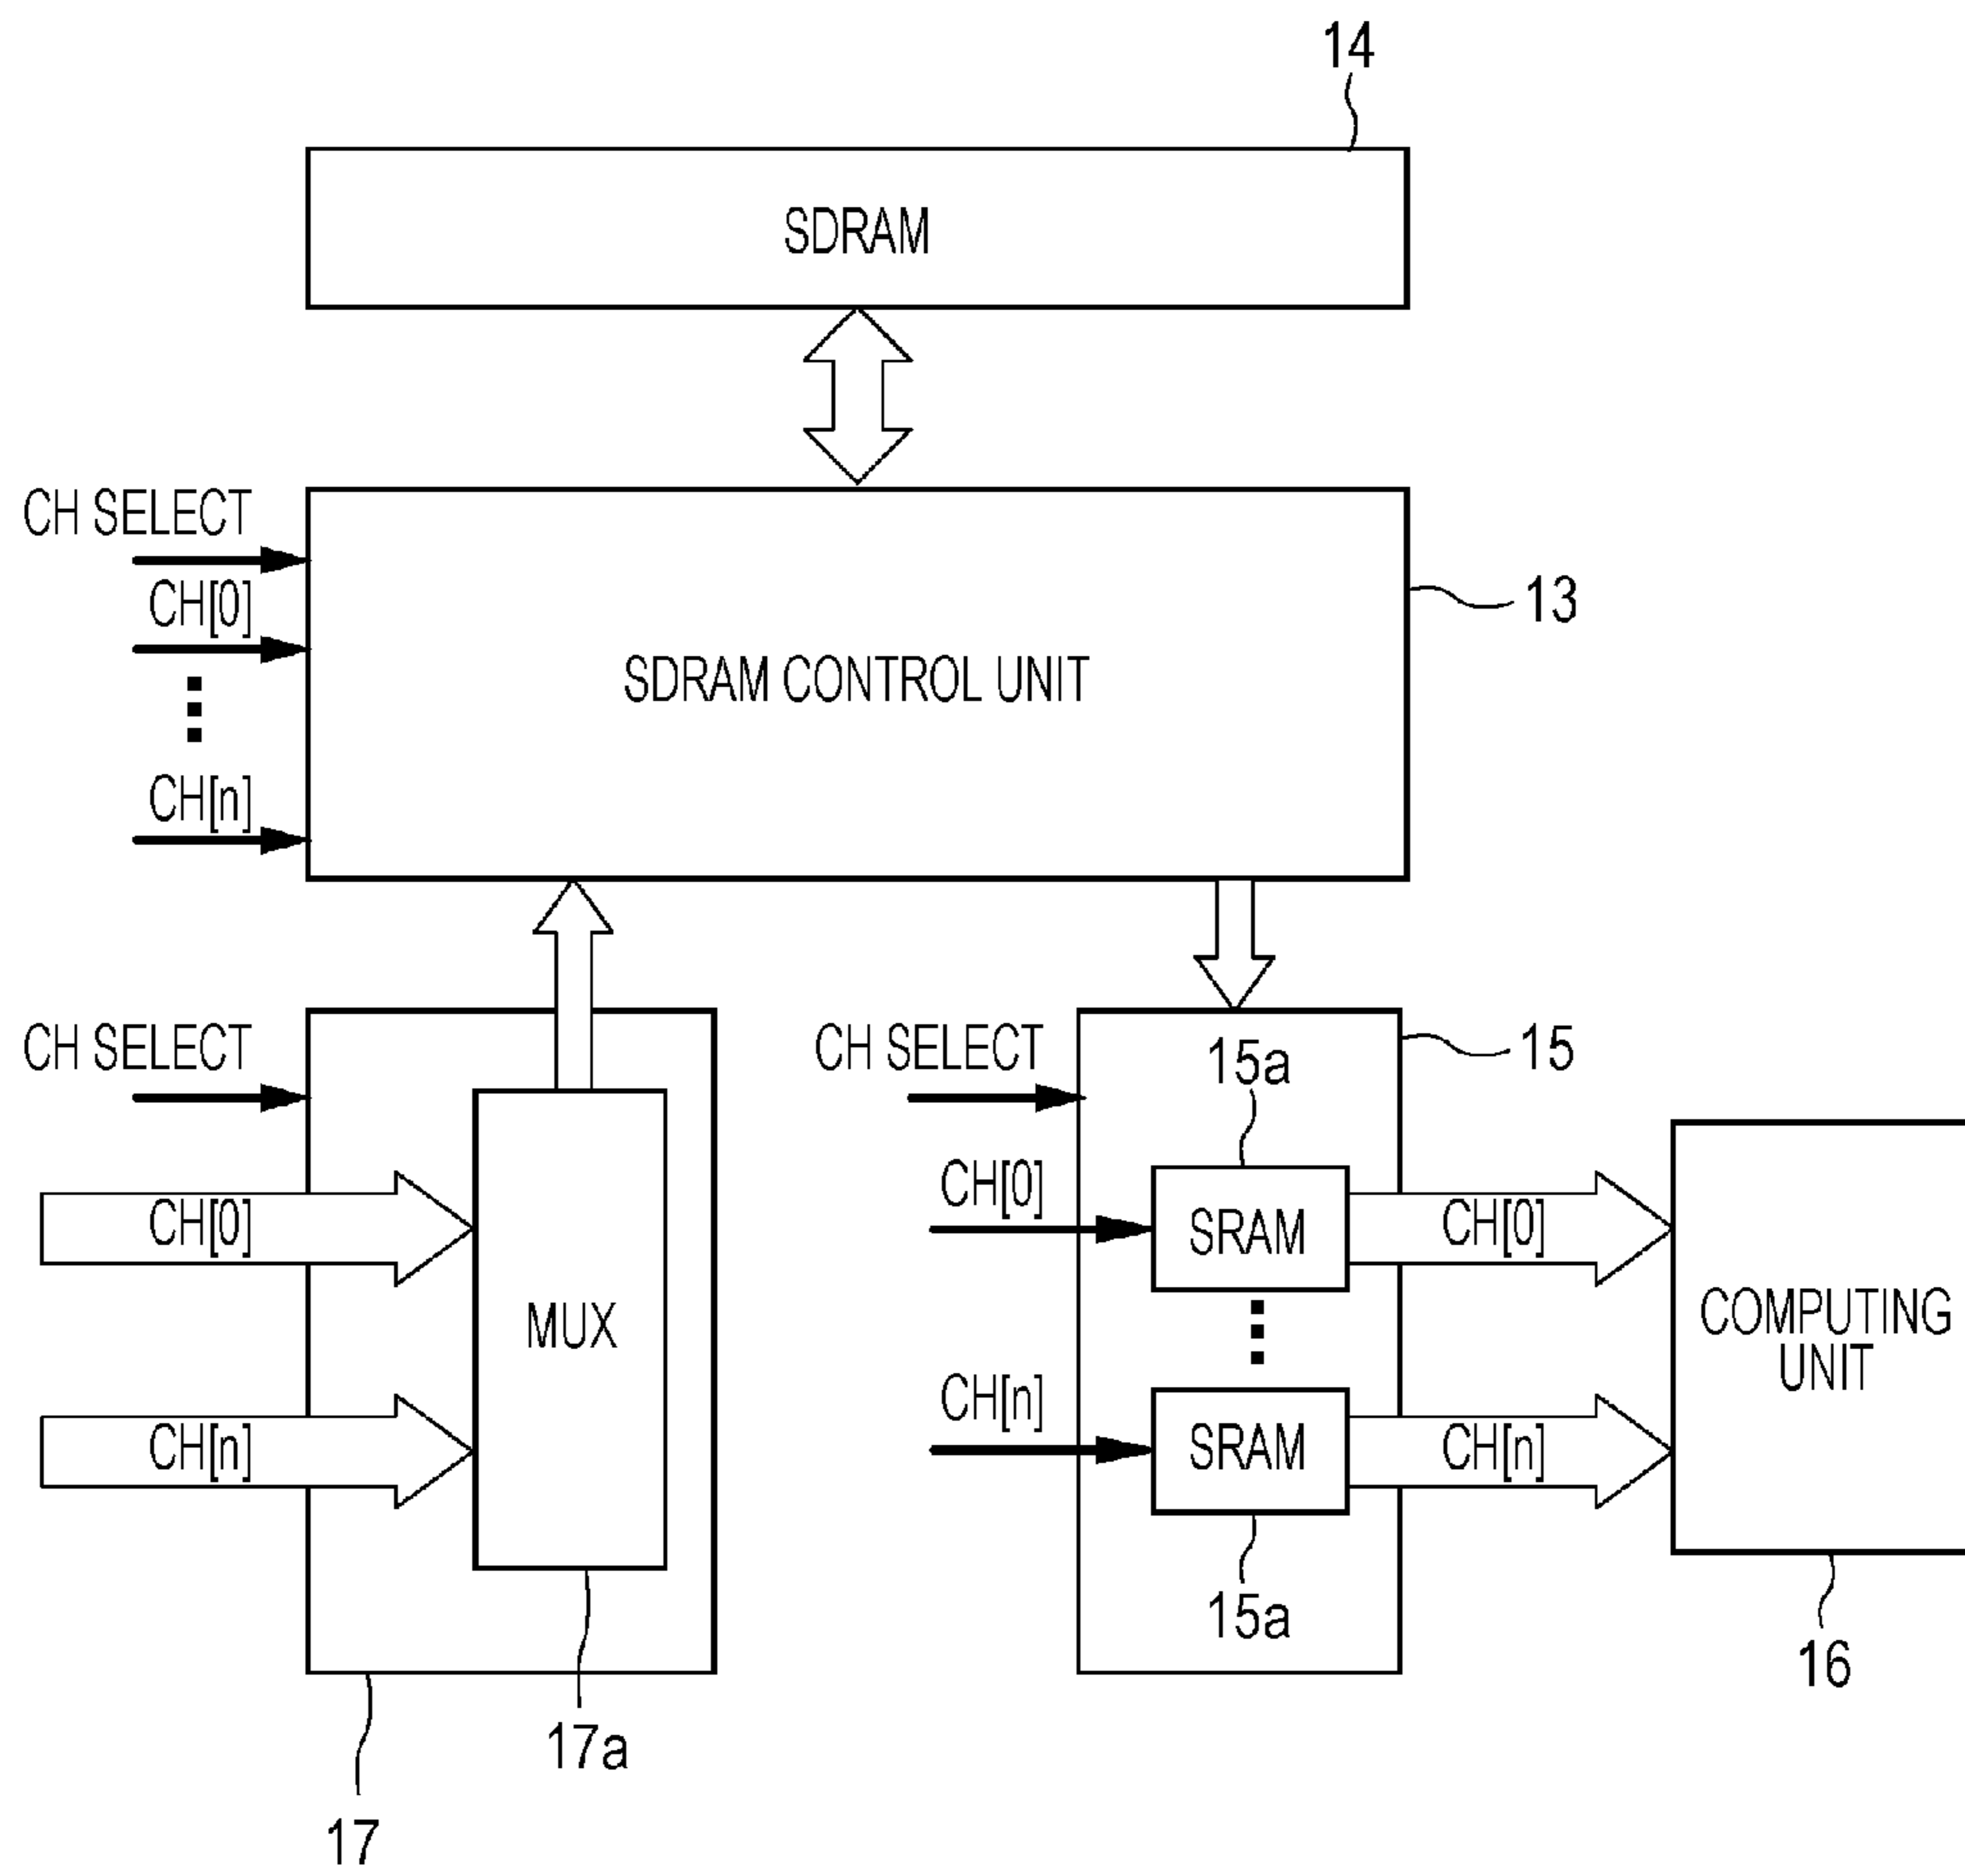 14
SDRAM
CH SELECT
CH[0]
CH[n]
SDRAM CONTROL UNIT
13
CH SELECT
CH[0]
CH[n]
MUX
17a
17
CH SELECT
CH[0]
CH[n]
15
15a
SRAM
SRAM
15a
CH[0]
CH[n]
COMPUTING
UNIT
16